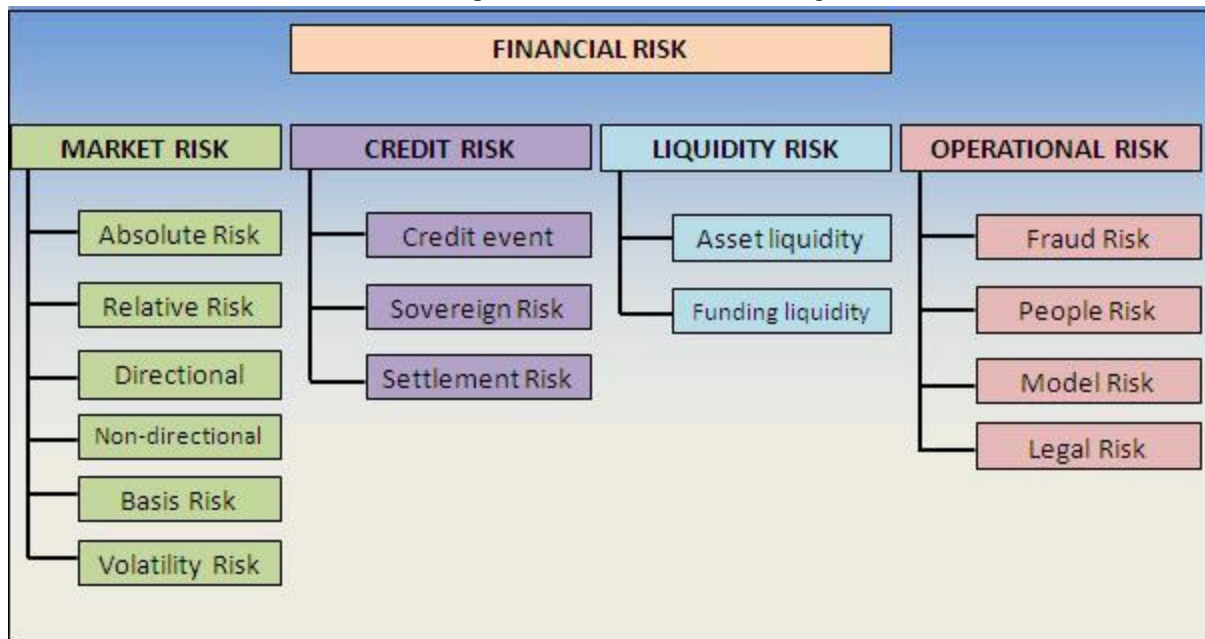 FINANCIAL RISK
MARKET RISK
Absolute Risk
Relative Risk
Directional
Non-directional
Basis Risk
Volatility Risk
CREDIT RISK
Credit event
Sovereign Risk
Settlement Risk
LIQUIDITY RISK
Asset liquidity
Funding liquidity
OPERATIONAL RISK
Fraud Risk
People Risk
Model Risk
Legal Risk